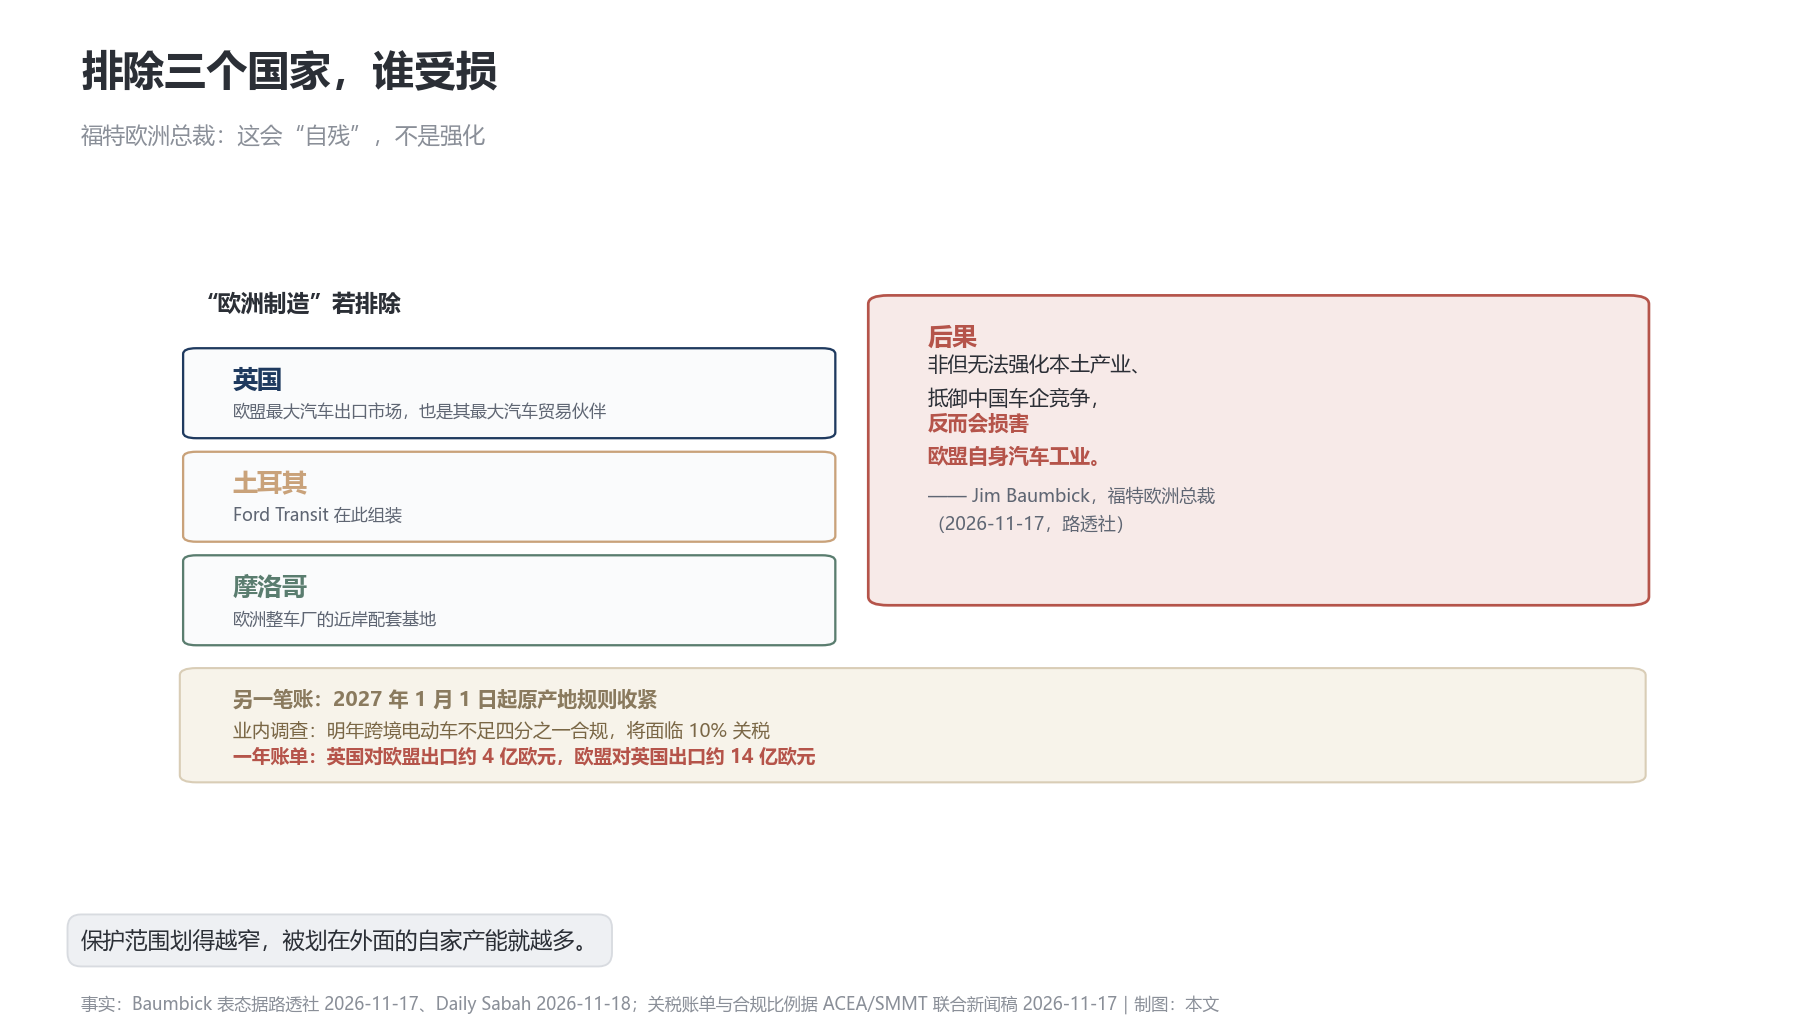 排除三个国家，谁受损
福特欧洲总裁：这会“自残”，不是强化
“欧洲制造”若排除
英国
欧盟最大汽车出口市场，也是其最大汽车贸易伙伴
土耳其
Ford Transit 在此组装
摩洛哥
欧洲整车厂的近岸配套基地
后果
非但无法强化本土产业、
抵御中国车企竞争，
反而会损害
欧盟自身汽车工业。
—— Jim Baumbick，福特欧洲总裁
（2026-11-17，路透社）
另一笔账：2027 年 1 月 1 日起原产地规则收紧
业内调查：明年跨境电动车不足四分之一合规，将面临 10% 关税
一年账单：英国对欧盟出口约 4 亿欧元，欧盟对英国出口约 14 亿欧元
保护范围划得越窄，被划在外面的自家产能就越多。
事实：Baumbick 表态据路透社 2026-11-17、Daily Sabah 2026-11-18；关税账单与合规比例据 ACEA/SMMT 联合新闻稿 2026-11-17 | 制图：本文